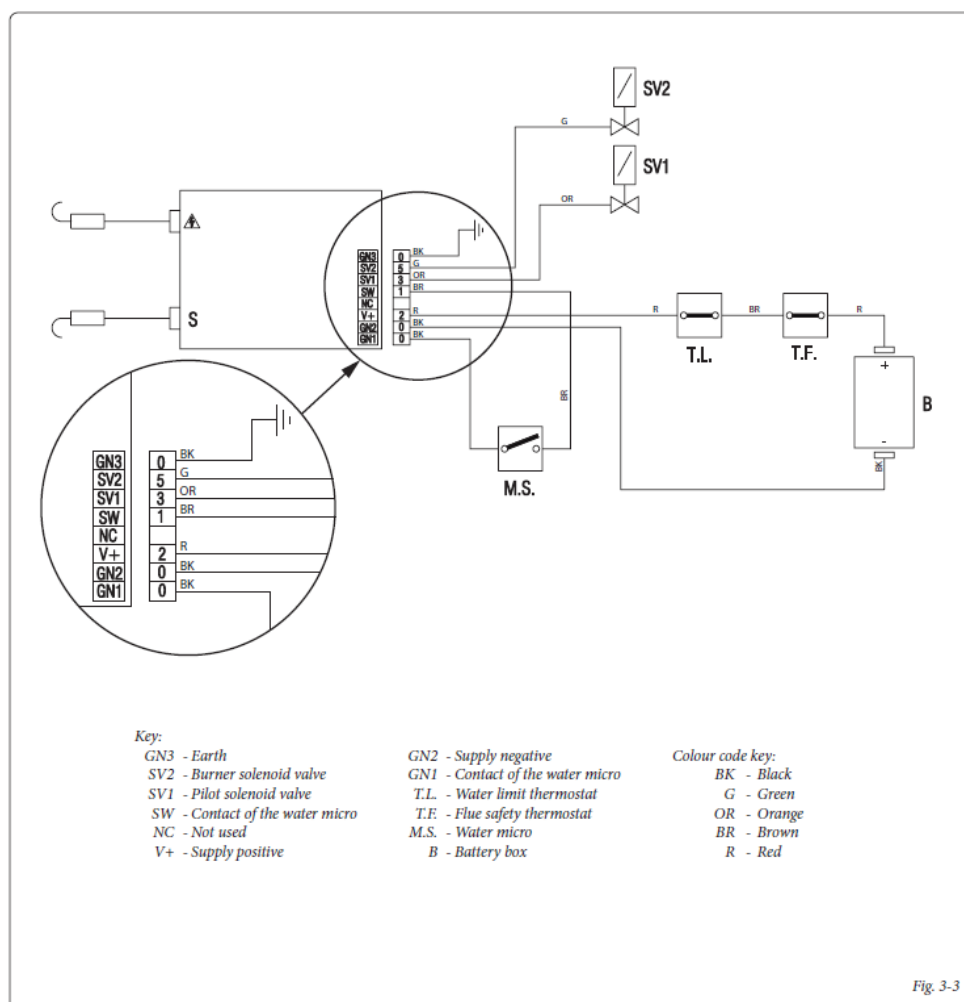 SV2
G
SV1
OR
S
GN3 0 BK
SV2 5 G
SV1 3 OR
SW 1 BR
NC
V+ 2 R
GN2 0 BK
GN1 0 BK
R
BR
R
T.L.
T.F.
+
B
-
BK
BR
M.S.
GN3 0 BK
SV2 5 G
SV1 3 OR
SW 1 BR
NC
V+ 2 R
GN2 0 BK
GN1 0 BK
Key:
GN3 - Earth
SV2 - Burner solenoid valve
SV1 - Pilot solenoid valve
SW - Contact of the water micro
NC - Not used
V+ - Supply positive
GN2 - Supply negative
GN1 - Contact of the water micro
T.L. - Water limit thermostat
T.F. - Flue safety thermostat
M.S. - Water micro
B - Battery box
Colour code key:
BK - Black
G - Green
OR - Orange
BR - Brown
R - Red
Fig. 3-3